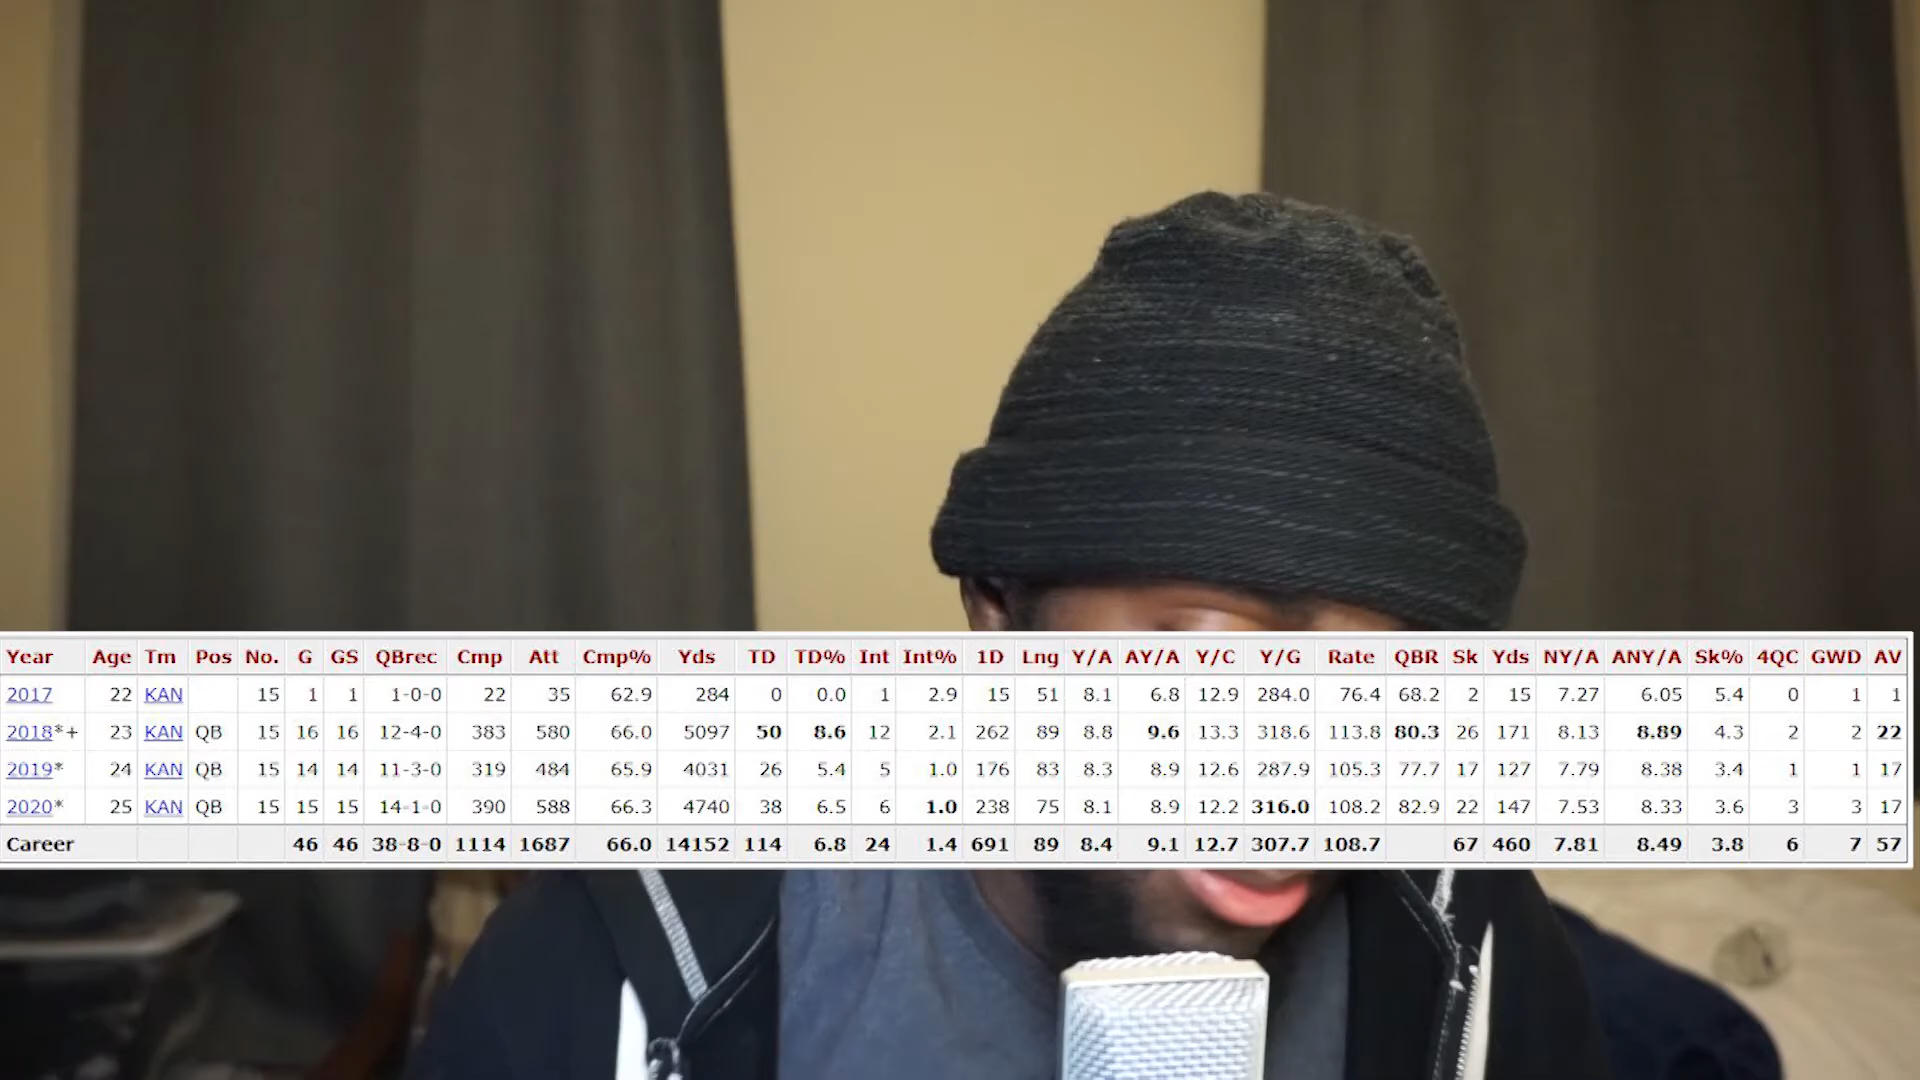 Year Age Tm Pos No. G GS QBrec Cmp Att Cmp% Yds TD TD% Int Int% 1D Lng Y/A AY/A Y/C Y/G Rate QBR Sk Yds NY/A ANY/A Sk% 4QC GWD AV
2017 22 KAN 15 1 1 1-0-0 22 35 62.9 284 0 0.0 1 2.9 15 51 8.1 6.8 12.9 284.0 76.4 68.2 2 15 7.27 6.05 5.4 0 1 1
2018*+ 23 KAN QB 15 16 16 12-4-0 383 580 66.0 5097 50 8.6 12 2.1 262 89 8.8 9.6 13.3 318.6 113.8 80.3 26 171 8.13 8.89 4.3 2 2 22
2019* 24 KAN QB 15 14 14 11-3-0 319 484 65.9 4031 26 5.4 5 1.0 176 83 8.3 8.9 12.6 287.9 105.3 77.7 17 127 7.79 8.38 3.4 1 1 17
2020* 25 KAN QB 15 15 15 14-1-0 390 588 66.3 4740 38 6.5 6 1.0 238 75 8.1 8.9 12.2 316.0 108.2 82.9 22 147 7.53 8.33 3.6 3 3 17
Career 46 46 38-8-0 1114 1687 66.0 14152 114 6.8 24 1.4 691 89 8.4 9.1 12.7 307.7 108.7 67 460 7.81 8.49 3.8 6 7 57